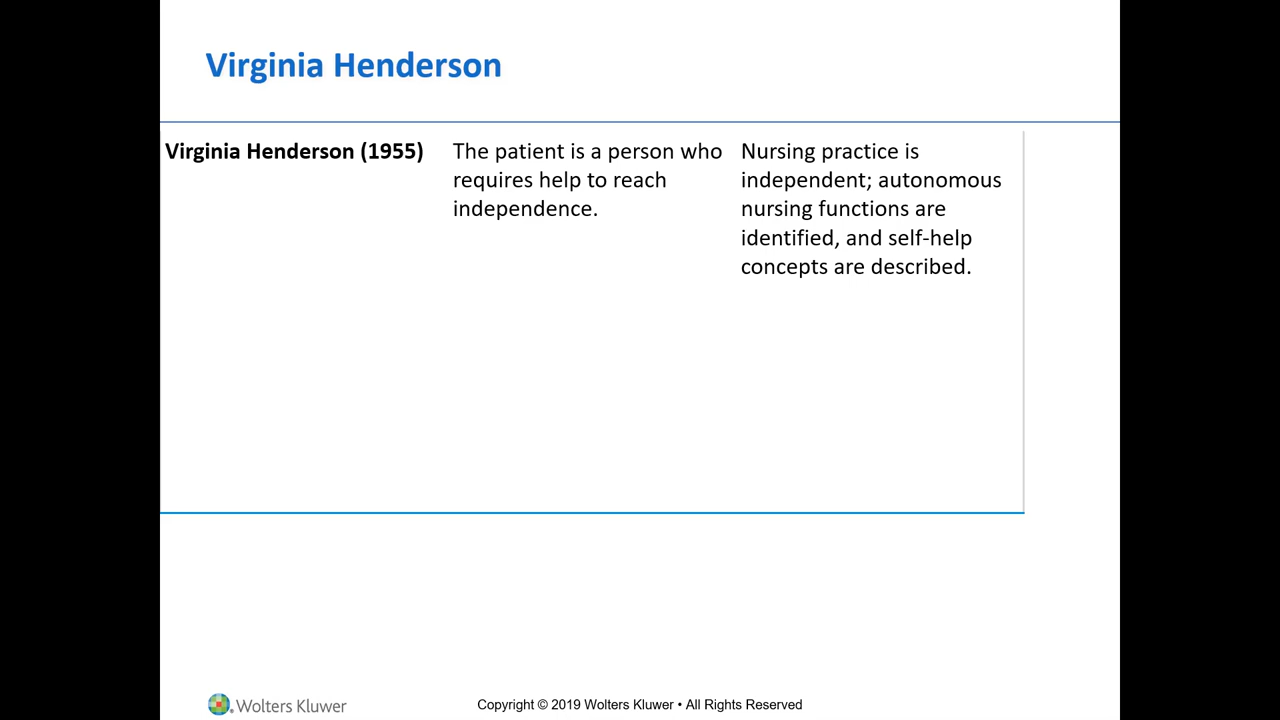 Virginia Henderson
Virginia Henderson (1955)
The patient is a person who
requires help to reach
independence.
Nursing practice is
independent; autonomous
nursing functions are
identified, and self-help
concepts are described.
Wolters Kluwer
Copyright © 2019 Wolters Kluwer • All Rights Reserved